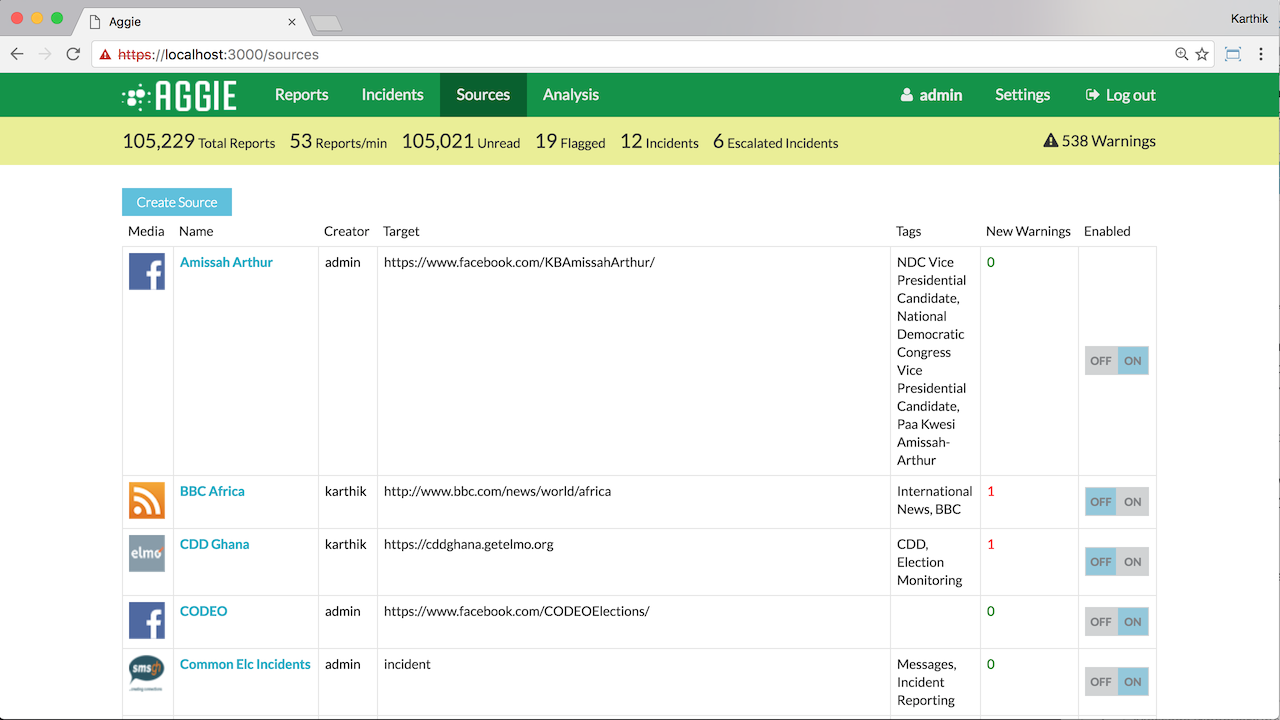 Aggie
Karthik
https://localhost:3000/sources
AGGIE Reports Incidents Sources Analysis admin Settings Log out
105,229 Total Reports 53 Reports/min 105,021 Unread 19 Flagged 12 Incidents 6 Escalated Incidents 538 Warnings
Create Source
Media Name Creator Target Tags New Warnings Enabled
Amissah Arthur admin https://www.facebook.com/KBAmissahArthur/ NDC Vice 0
Presidential
Candidate,
National
Democratic
Congress
Vice
OFF ON
Presidential
Candidate,
Paa Kwesi
Amissah-
Arthur
BBC Africa karthik http://www.bbc.com/news/world/africa International 1
OFF ON
News, BBC
elmo CDD Ghana karthik https://cddghana.getelmo.org CDD, 1
Election OFF ON
Monitoring
CODEO admin https://www.facebook.com/CODEOElections/ 0
OFF ON
smsgh Common Elc Incidents admin incident Messages, 0
Incident OFF ON
Reporting